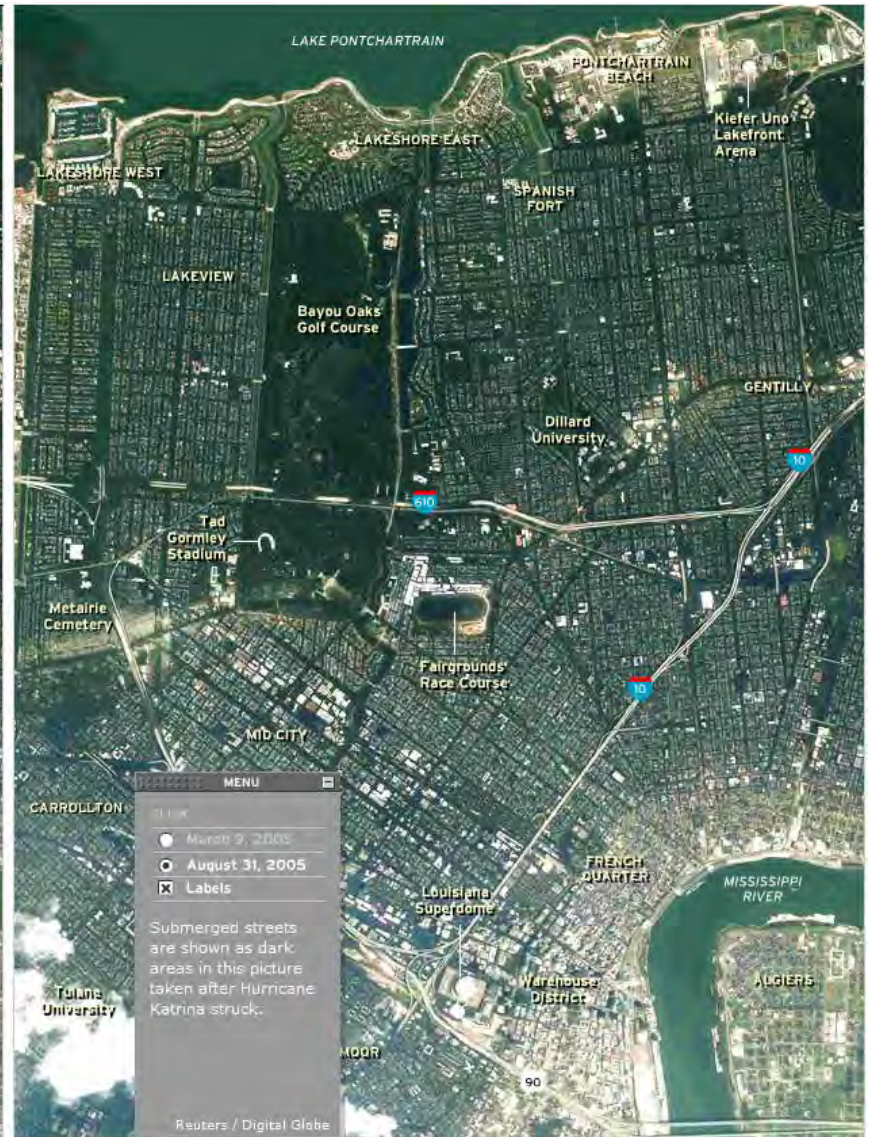 LAKE PONTCHARTRAIN
PONTCHARTRAIN
BEACH
Kiefer Uno
Lakefront
Arena
LAKESHORE EAST
LAKESHORE WEST
SPANISH
FORT
LAKEVIEW
Bayou Oaks
Golf Course
GENTILLY
Dillard
University
10
610
Tad
Gormley
Stadium
Metairie
Cemetery
Fairgrounds
Race Course
10
MID CITY
MENU
CARROLLTON
CLICK
March 9, 2005
August 31, 2005
Labels
FRENCH
QUARTER
MISSISSIPPI
RIVER
Louisiana
Superdome
Submerged streets
are shown as dark
areas in this picture
taken after Hurricane
Katrina struck.
Warehouse
District
ALGIERS
Tulane
University
MOOR
90
Reuters / Digital Globe